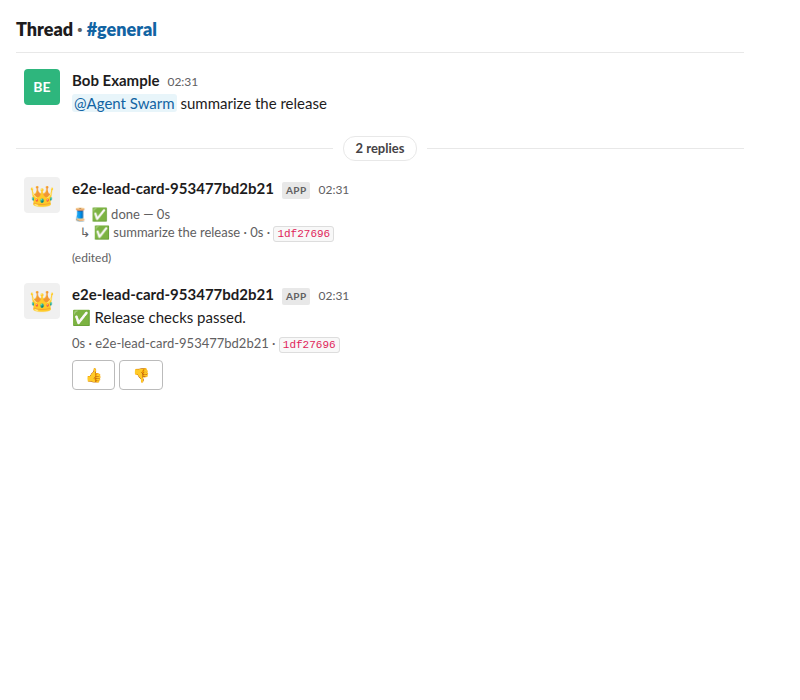 Thread • #general
BE
Bob Example 02:31
@Agent Swarm summarize the release
2 replies
e2e-lead-card-953477bd2b21 APP 02:31
🧵 ✅ done — 0s
↳ ✅ summarize the release · 0s · 1df27696
(edited)
e2e-lead-card-953477bd2b21 APP 02:31
✅ Release checks passed.
0s · e2e-lead-card-953477bd2b21 · 1df27696
👍 👎